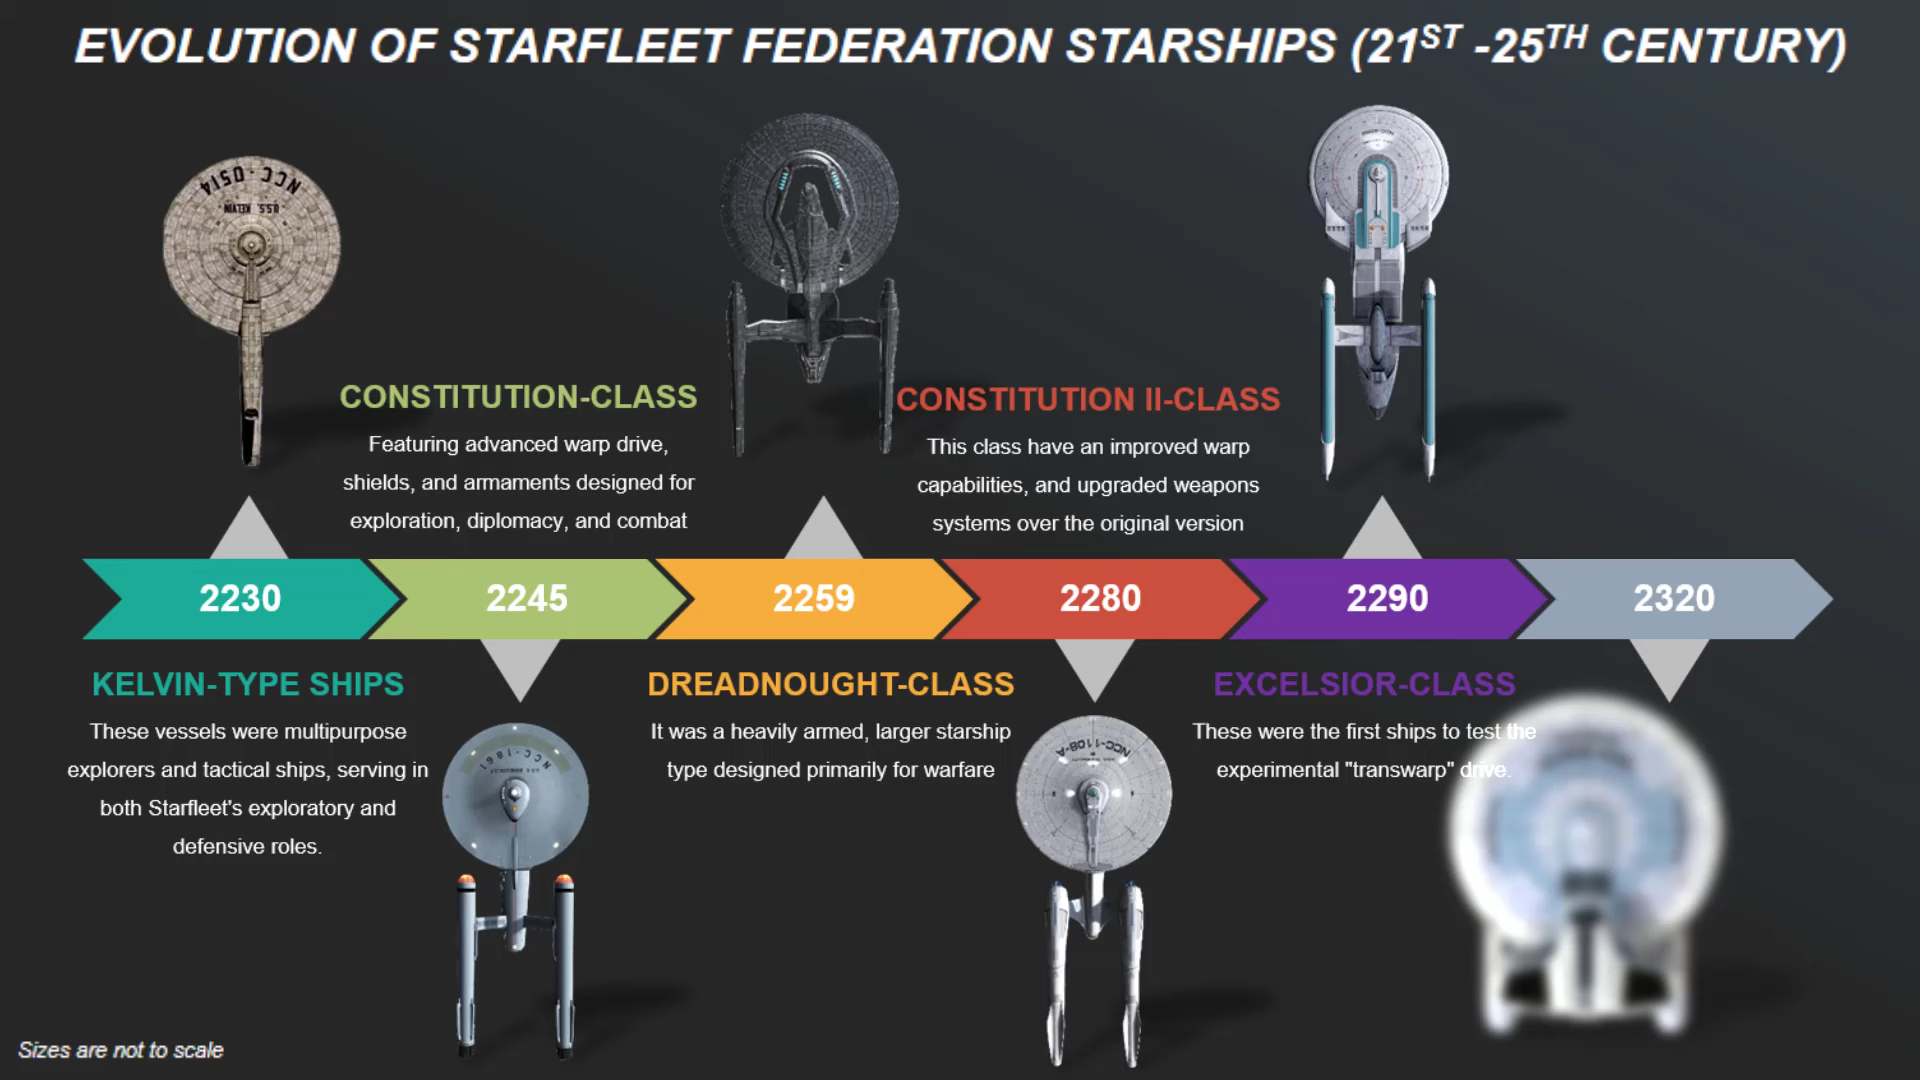 EVOLUTION OF STARFLEET FEDERATION STARSHIPS (21ST -25TH CENTURY)
NCC-0514
U.S.S. KELVIN
CONSTITUTION-CLASS
Featuring advanced warp drive,
shields, and armaments designed for
exploration, diplomacy, and combat
CONSTITUTION II-CLASS
This class have an improved warp
capabilities, and upgraded weapons
systems over the original version
2230
2245
2259
2280
2290
2320
KELVIN-TYPE SHIPS
These vessels were multipurpose
explorers and tactical ships, serving in
both Starfleet's exploratory and
defensive roles.
NCC-1861
DREADNOUGHT-CLASS
It was a heavily armed, larger starship
type designed primarily for warfare
NCC-1108-A
EXCELSIOR-CLASS
These were the first ships to test the
experimental "transwarp" drive.
Sizes are not to scale